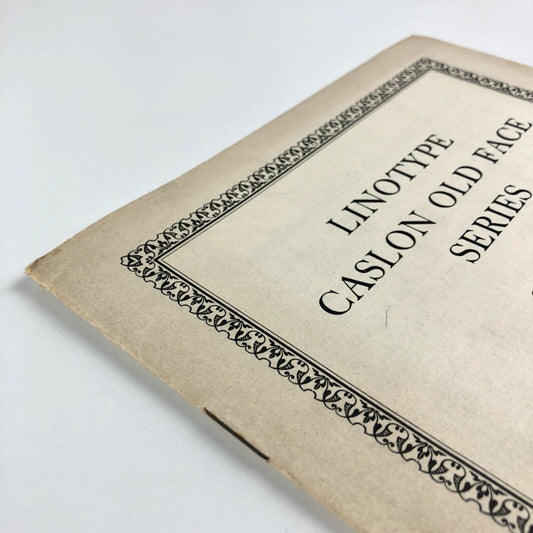 LINOTYPE
CASLON OLD FACE
SERIES